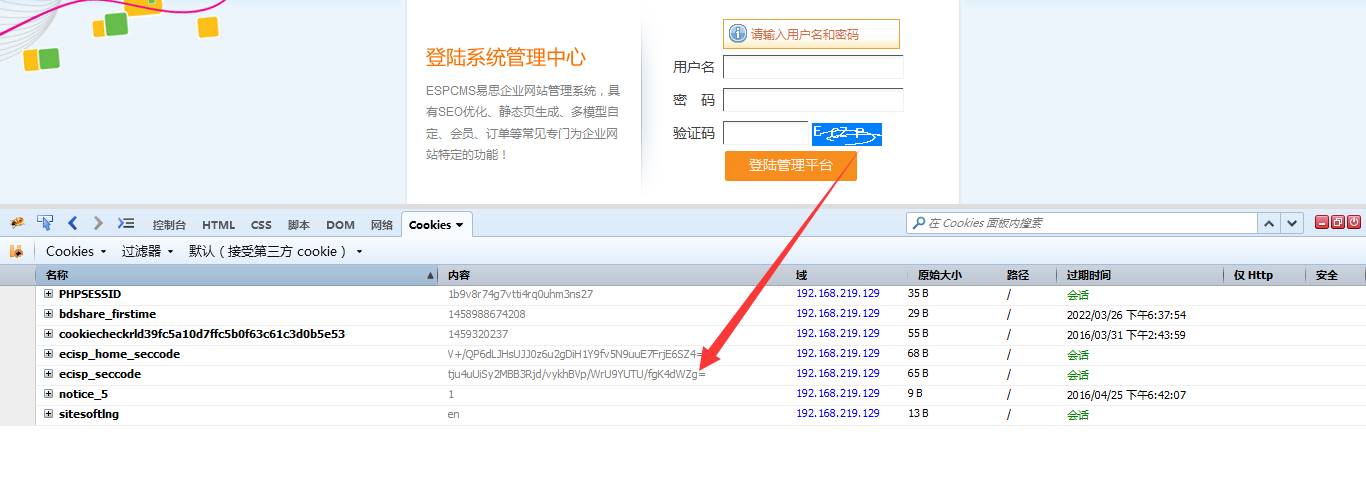 请输入用户名和密码
登陆系统管理中心
用户名
ESPCMS易思企业网站管理系统，具
有SEO优化、静态页生成、多模型自
定、会员、订单等常见专门为企业网
站特定的功能！
密 码
验证码
E CZ P
登陆管理平台
控制台 HTML CSS 脚本 DOM 网络 Cookies 在 Cookies 面板内搜索
Cookies 过滤器 默认（接受第三方 cookie）
名称 内容 域 原始大小 路径 过期时间 仅 Http 安全
PHPSESSID 1b9v8r74g7vtti4rq0uhm3ns27 192.168.219.129 35 B / 会话
bdshare_firstime 1458988674208 192.168.219.129 29 B / 2022/03/26 下午6:37:54
cookiecheckrld39fc5a10d7ffc5b0f63c61c3d0b5e53 1459320237 192.168.219.129 55 B / 2016/03/31 下午2:43:59
ecisp_home_seccode V+/QP6dLJHsUJJ0z6u2gDiH1Y9fv5N9uuE7FrjE6SZ4= 192.168.219.129 68 B / 会话
ecisp_seccode tju4uUiSy2MBB3Rjd/vykhBVp/WrU9YUTU/fgK4dWZg= 192.168.219.129 65 B / 会话
notice_5 1 192.168.219.129 9 B / 2016/04/25 下午6:42:07
sitesoftlng en 192.168.219.129 13 B / 会话